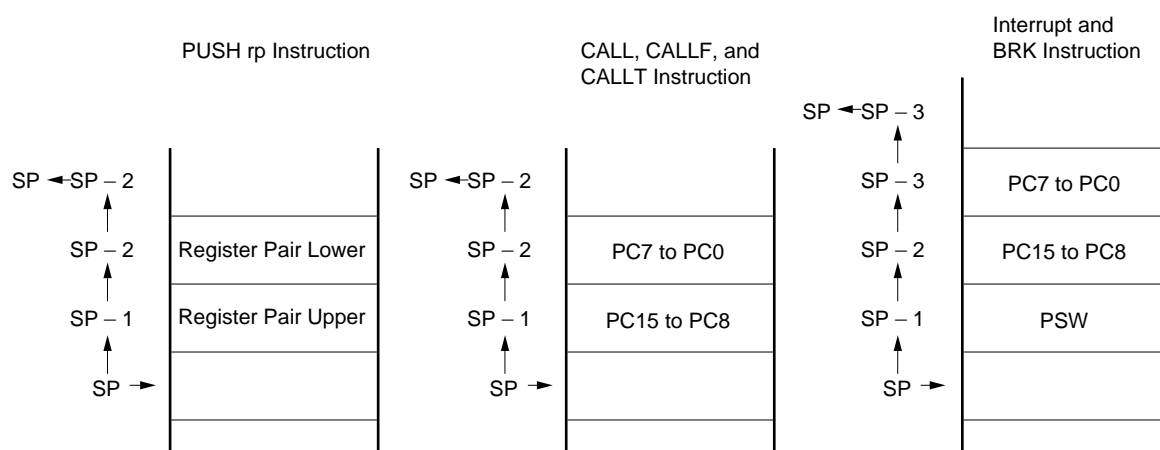 PUSH rp Instruction
CALL, CALLF, and
CALLT Instruction
Interrupt and
BRK Instruction
SP SP – 2
SP – 2 Register Pair Lower
SP – 1 Register Pair Upper
SP
SP SP – 2
SP – 2 PC7 to PC0
SP – 1 PC15 to PC8
SP
SP SP – 3
SP – 3 PC7 to PC0
SP – 2 PC15 to PC8
SP – 1 PSW
SP